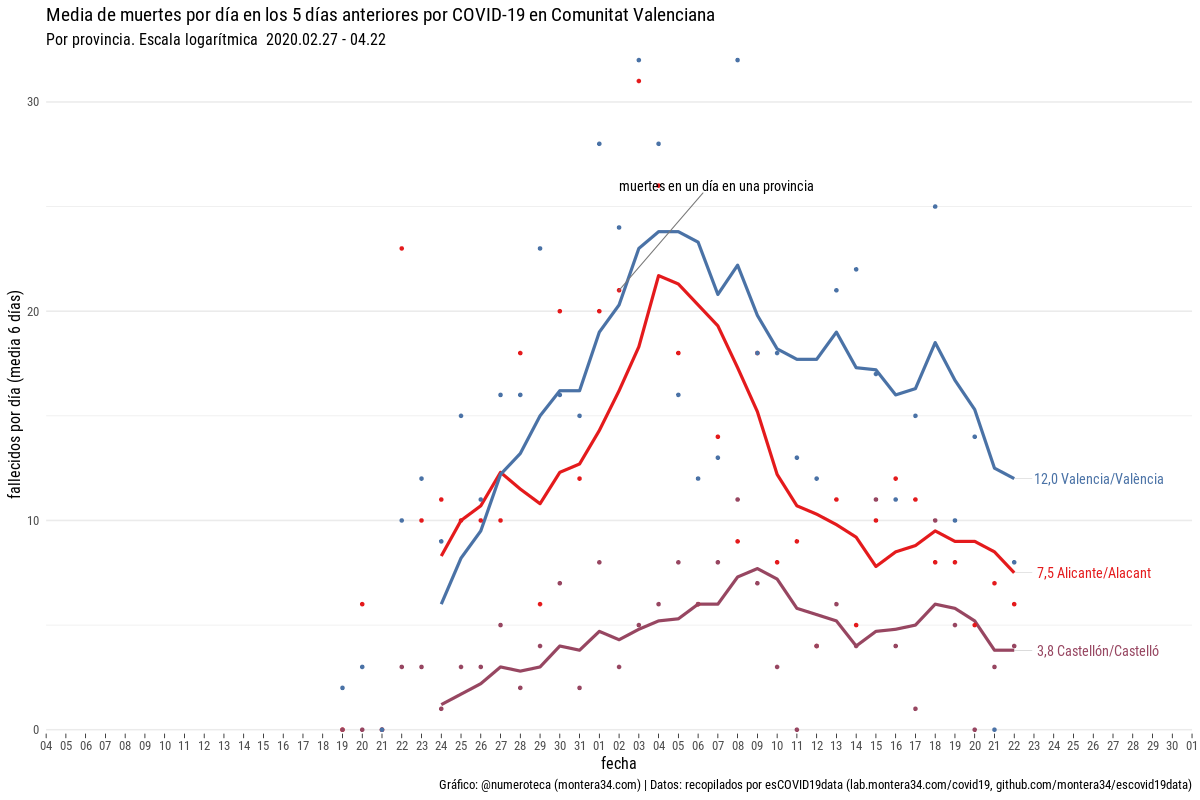 Media de muertes por día en los 5 días anteriores por COVID-19 en Comunitat Valenciana
Por provincia. Escala logarítmica  2020.02.27 - 04.22
fallecidos por día (media 6 días)
30
20
10
0
muertes en un día en una provincia
12,0 Valencia/València
7,5 Alicante/Alacant
3,8 Castellón/Castelló
04 05 06 07 08 09 10 11 12 13 14 15 16 17 18 19 20 21 22 23 24 25 26 27 28 29 30 31 01 02 03 04 05 06 07 08 09 10 11 12 13 14 15 16 17 18 19 20 21 22 23 24 25 26 27 28 29 30 01
fecha
Gráfico: @numeroteca (montera34.com) | Datos: recopilados por esCOVID19data (lab.montera34.com/covid19, github.com/montera34/escovid19data)